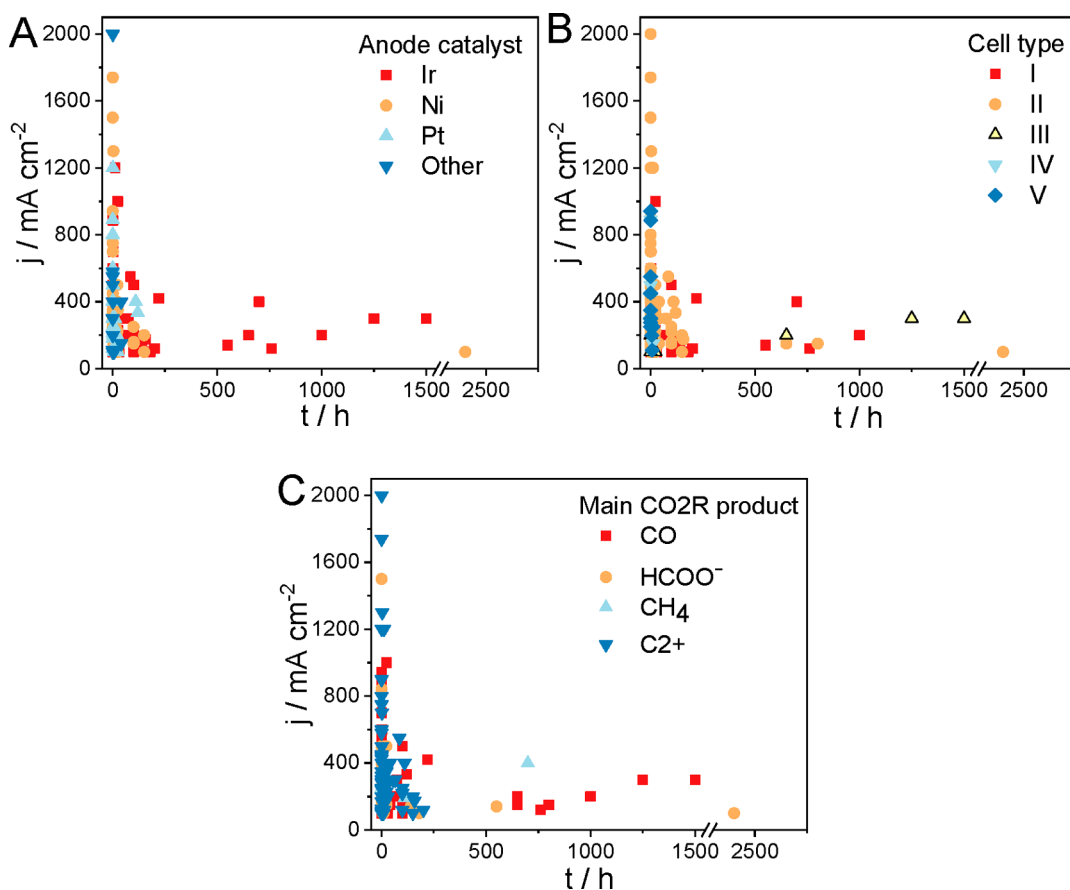 A
Anode catalyst
Ir
Ni
Pt
Other
j / mA cm⁻²
2000
1600
1200
800
400
0
0 500 1000 1500 2500
t / h
B
Cell type
I
II
III
IV
V
j / mA cm⁻²
2000
1600
1200
800
400
0
0 500 1000 1500 2500
t / h
C
Main CO2R product
CO
HCOO⁻
CH₄
C2+
j / mA cm⁻²
2000
1600
1200
800
400
0
0 500 1000 1500 2500
t / h